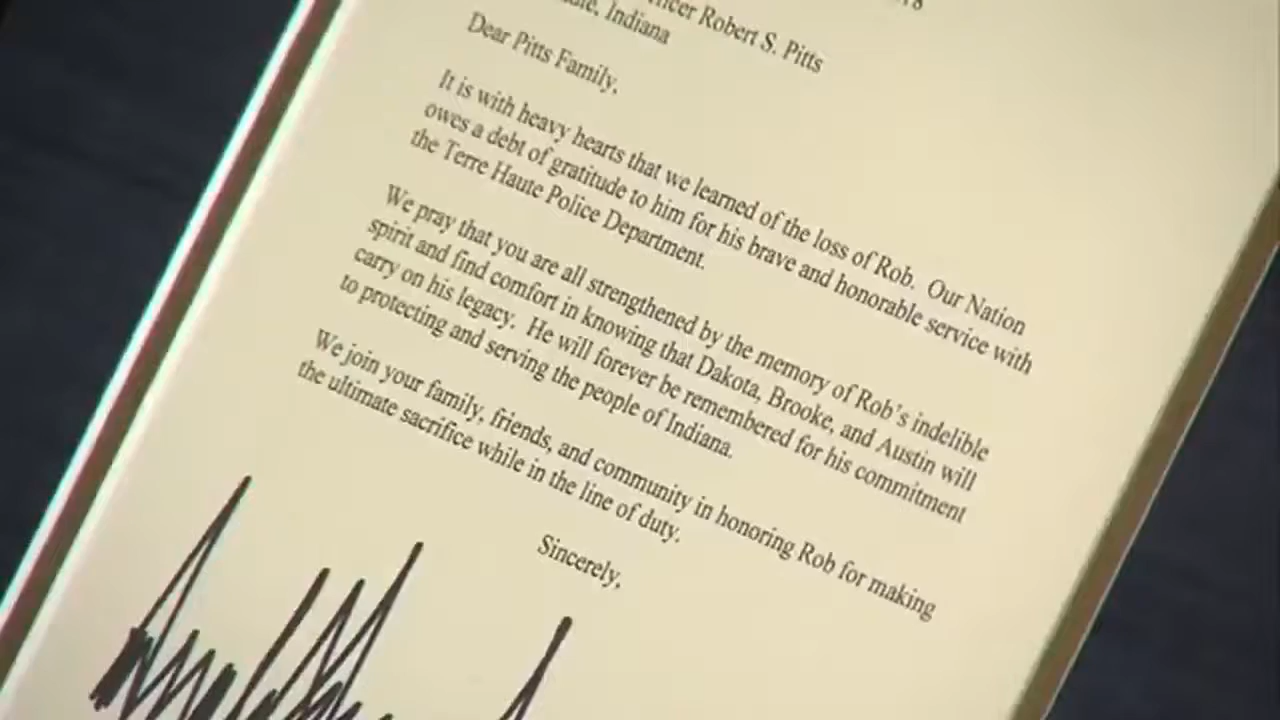 Robert S. Pitts
Indiana
Dear Pitts Family,
It is with heavy hearts that we learned of the loss of Rob. Our Nation
owes a debt of gratitude to him for his brave and honorable service with
the Terre Haute Police Department.
We pray that you are all strengthened by the memory of Rob's indelible
spirit and find comfort in knowing that Dakota, Brooke, and Austin will
carry on his legacy. He will forever be remembered for his commitment
to protecting and serving the people of Indiana.
We join your family, friends, and community in honoring Rob for making
the ultimate sacrifice while in the line of duty.
Sincerely,